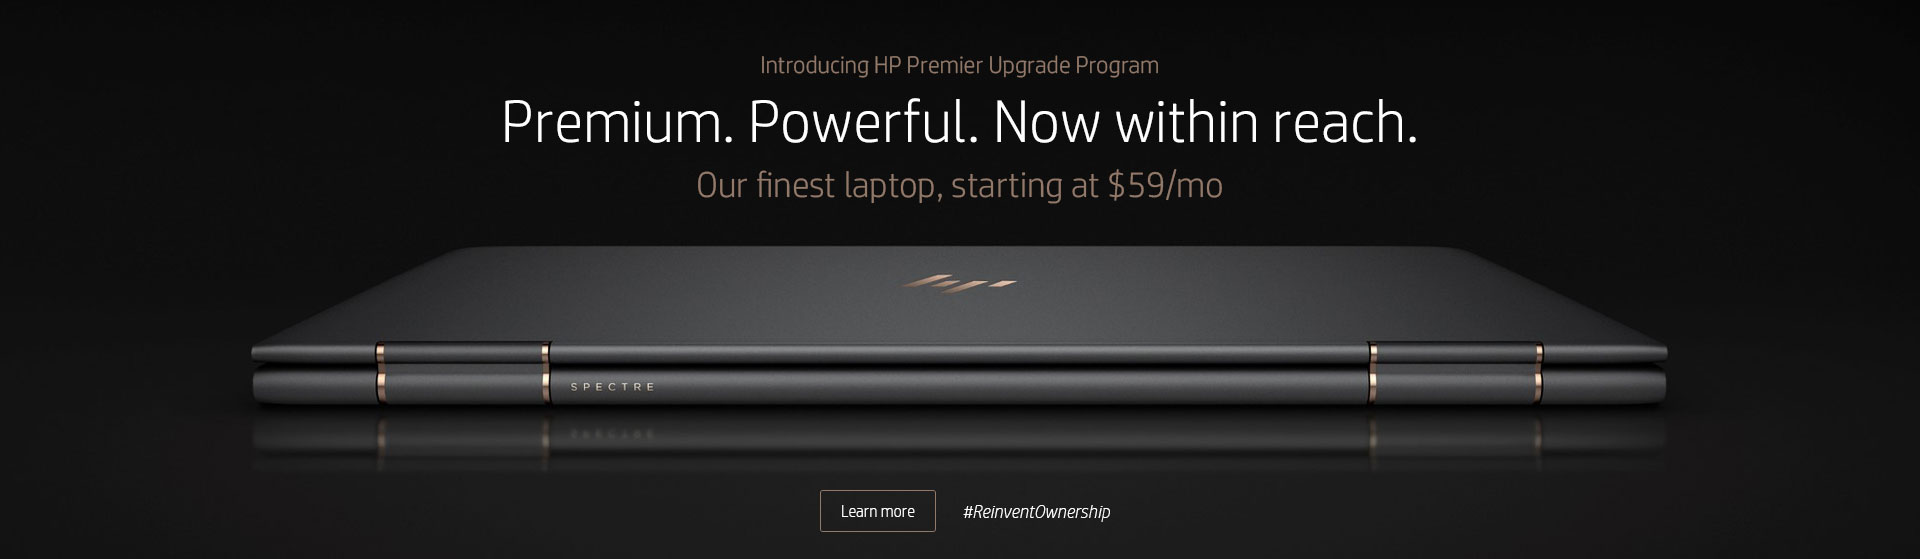 Introducing HP Premier Upgrade Program
Premium. Powerful. Now within reach.
Our finest laptop, starting at $59/mo
hp
SPECTRE
Learn more
#ReinventOwnership